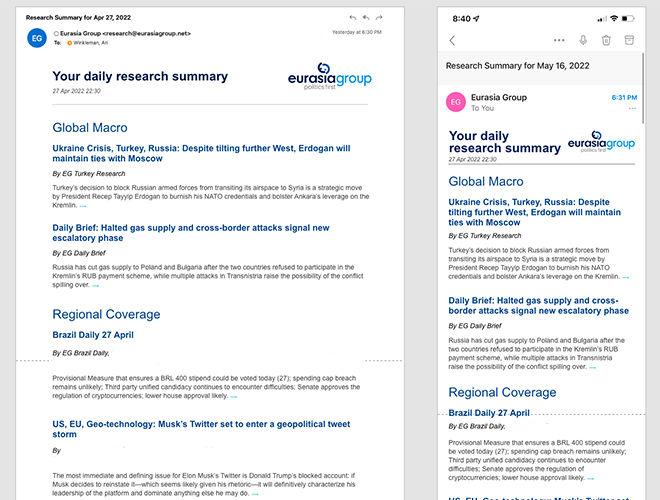 Research Summary for Apr 27, 2022
EG
Eurasia Group <research@eurasiagroup.net>
To: Winkleman, Ari
Yesterday at 6:30 PM
Your daily research summary
27 Apr 2022 22:30
eurasiagroup
politics first
Global Macro
Ukraine Crisis, Turkey, Russia: Despite tilting further West, Erdogan will
maintain ties with Moscow
By EG Turkey Research
Turkey's decision to block Russian armed forces from transiting its airspace to Syria is a strategic move
by President Recep Tayyip Erdogan to burnish his NATO credentials and bolster Ankara's leverage on the
Kremlin. →
Daily Brief: Halted gas supply and cross-border attacks signal new
escalatory phase
By EG Daily Brief
Russia has cut gas supply to Poland and Bulgaria after the two countries refused to participate in the
Kremlin's RUB payment scheme, while multiple attacks in Transnistria raise the possibility of the conflict
spilling over. →
Regional Coverage
Brazil Daily 27 April
By EG Brazil Daily,
Provisional Measure that ensures a BRL 400 stipend could be voted today (27); spending cap breach
remains unlikely; Third party unified candidacy continues to encounter difficulties; Senate approves the
regulation of cryptocurrencies; lower house approval likely. →
US, EU, Geo-technology: Musk's Twitter set to enter a geopolitical tweet
storm
By
The most immediate and defining issue for Elon Musk's Twitter is Donald Trump's blocked account: if
Musk decides to reinstate it—which seems likely given his rhetoric—it will definitively characterize his
leadership of the platform and dominate anything else he may do. →
8:40
Research Summary for May 16, 2022
EG
Eurasia Group
To You
6:31 PM
Your daily
research summary
27 Apr 2022 22:30
eurasiagroup
politics first
Global Macro
Ukraine Crisis, Turkey, Russia: Despite
tilting further West, Erdogan will maintain
ties with Moscow
By EG Turkey Research
Turkey's decision to block Russian armed forces from
transiting its airspace to Syria is a strategic move by
President Recep Tayyip Erdogan to burnish his NATO
credentials and bolster Ankara's leverage on the Kremlin. →
Daily Brief: Halted gas supply and cross-
border attacks signal new escalatory phase
By EG Daily Brief
Russia has cut gas supply to Poland and Bulgaria after the
two countries refused to participate in the Kremlin's RUB
payment scheme, while multiple attacks in Transnistria
raise the possibility of the conflict spilling over. →
Regional Coverage
Brazil Daily 27 April
By EG Brazil Daily,
Provisional Measure that ensures a BRL 400 stipend could
be voted today (27); spending cap breach remains unlikely;
Third party unified candidacy continues to encounter
difficulties; Senate approves the regulation of
cryptocurrencies; lower house approval likely. →